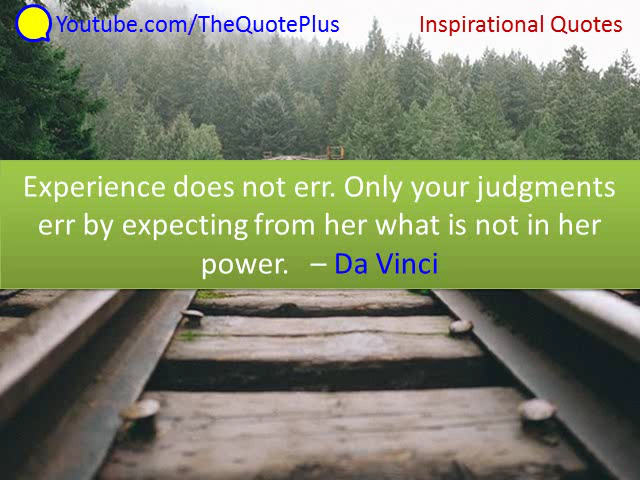 Youtube.com/TheQuotePlus Inspirational Quotes
Experience does not err. Only your judgments
err by expecting from her what is not in her
power. – Da Vinci